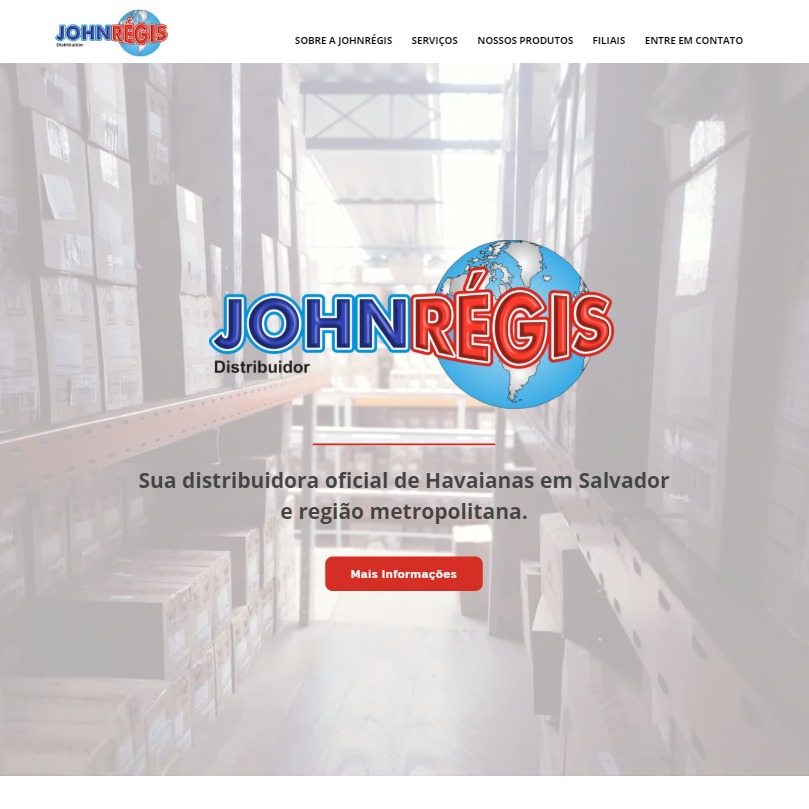 JOHNRÉGIS
Distribuidor
SOBRE A JOHNRÉGIS SERVIÇOS NOSSOS PRODUTOS FILIAIS ENTRE EM CONTATO
JOHNRÉGIS
Distribuidor
Sua distribuidora oficial de Havaianas em Salvador
e região metropolitana.
Mais Informações